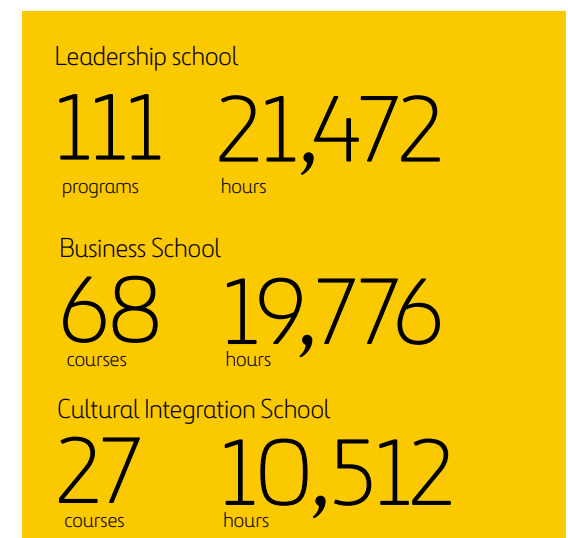 Leadership school
111 21,472
programs hours
Business School
68 19,776
courses hours
Cultural Integration School
27 10,512
courses hours